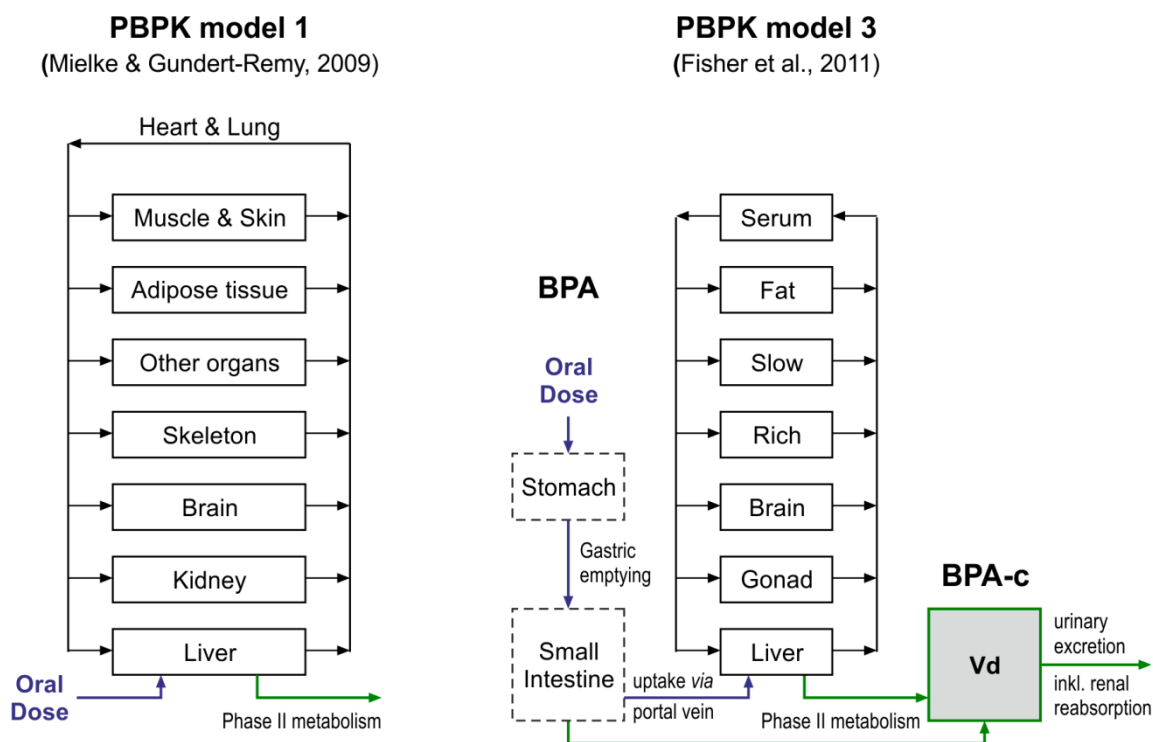 PBPK model 1
(Mielke & Gundert-Remy, 2009)
Heart & Lung
Muscle & Skin
Adipose tissue
Other organs
Skeleton
Brain
Kidney
Liver
Oral
Dose
Phase II metabolism
PBPK model 3
(Fisher et al., 2011)
BPA
Oral
Dose
Stomach
Gastric
emptying
Small
Intestine
uptake via
portal vein
Serum
Fat
Slow
Rich
Brain
Gonad
Liver
Phase II metabolism
BPA-c
Vd
urinary
excretion
inkl. renal
reabsorption